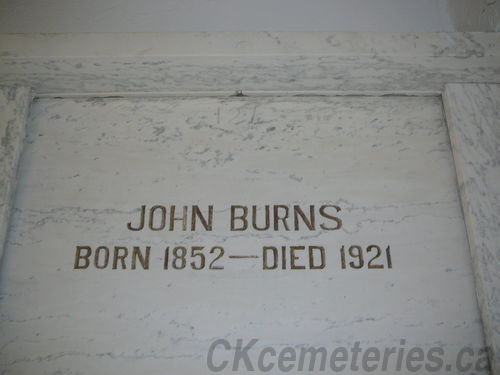 JOHN BURNS
BORN 1852—DIED 1921
CKcemeteries.ca